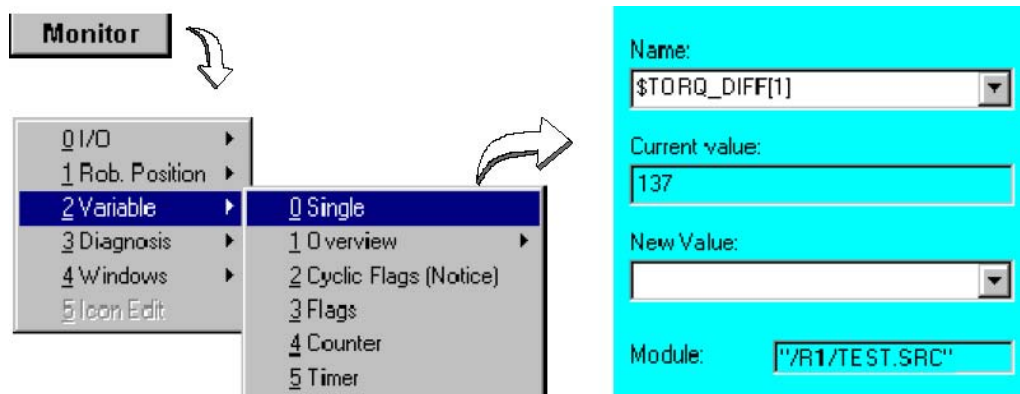 Monitor
0 I/O
1 Rob. Position
2 Variable
3 Diagnosis
4 Windows
5 Icon Edit
0 Single
1 Overview
2 Cyclic Flags (Notice)
3 Flags
4 Counter
5 Timer
Name:
$TORQ_DIFF[1]
Current value:
137
New Value:
Module:
"/R1/TEST.SRC"